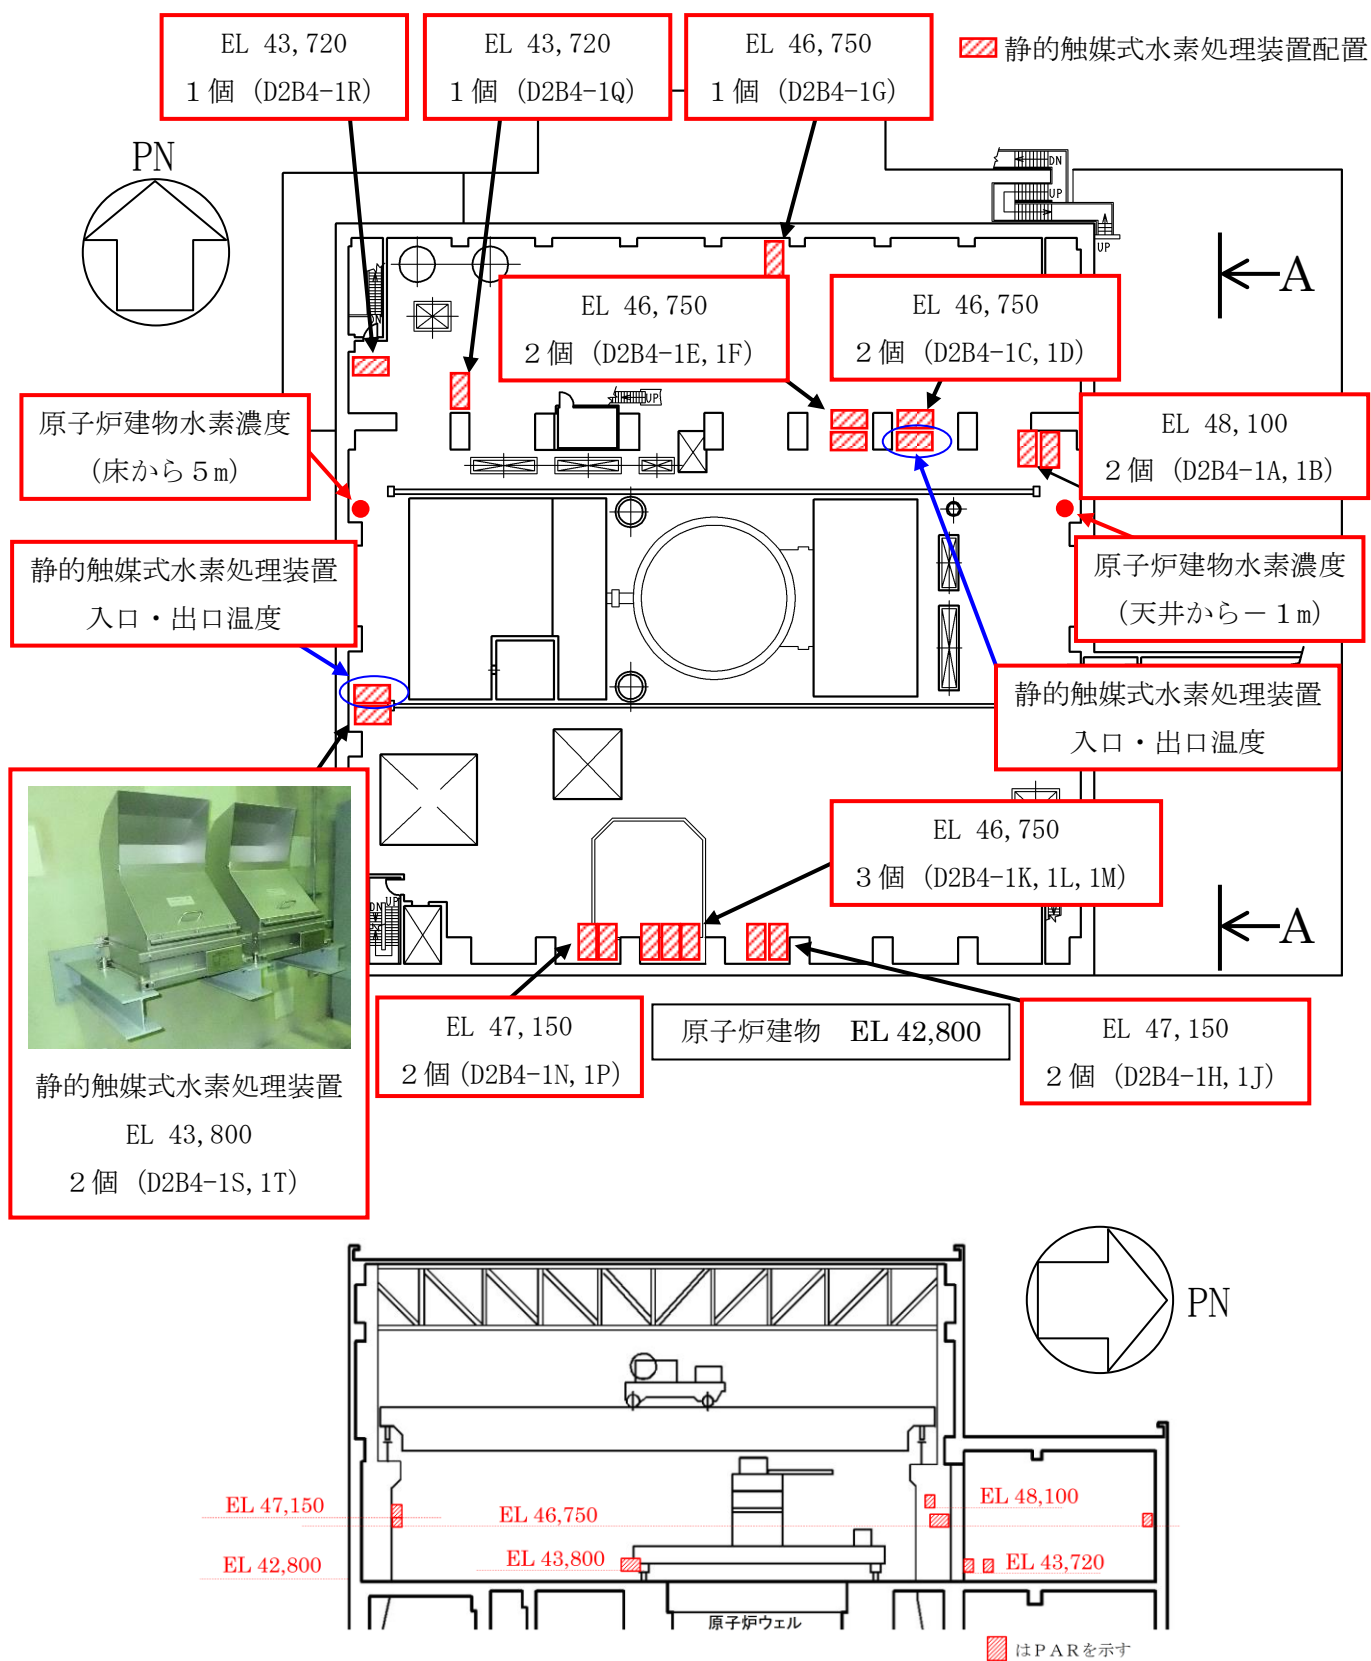 EL 43,720
１個 (D2B4-1R)
EL 43,720
１個 (D2B4-1Q)
EL 46,750
１個 (D2B4-1G)
静的触媒式水素処理装置配置
PN
DN
UP
UP
A
EL 46,750
２個 (D2B4-1E,1F)
EL 46,750
２個 (D2B4-1C,1D)
DN
UP
原子炉建物水素濃度
(床から５m)
EL 48,100
２個 (D2B4-1A,1B)
静的触媒式水素処理装置
入口・出口温度
原子炉建物水素濃度
(天井から－１m)
静的触媒式水素処理装置
入口・出口温度
EL 46,750
３個 (D2B4-1K,1L,1M)
DN
UP
A
静的触媒式水素処理装置
EL 43,800
２個 (D2B4-1S,1T)
EL 47,150
２個(D2B4-1N,1P)
原子炉建物　EL 42,800
EL 47,150
２個 (D2B4-1H,1J)
PN
EL 47,150
EL 46,750
EL 48,100
EL 42,800
EL 43,800
EL 43,720
原子炉ウェル
はＰＡＲを示す